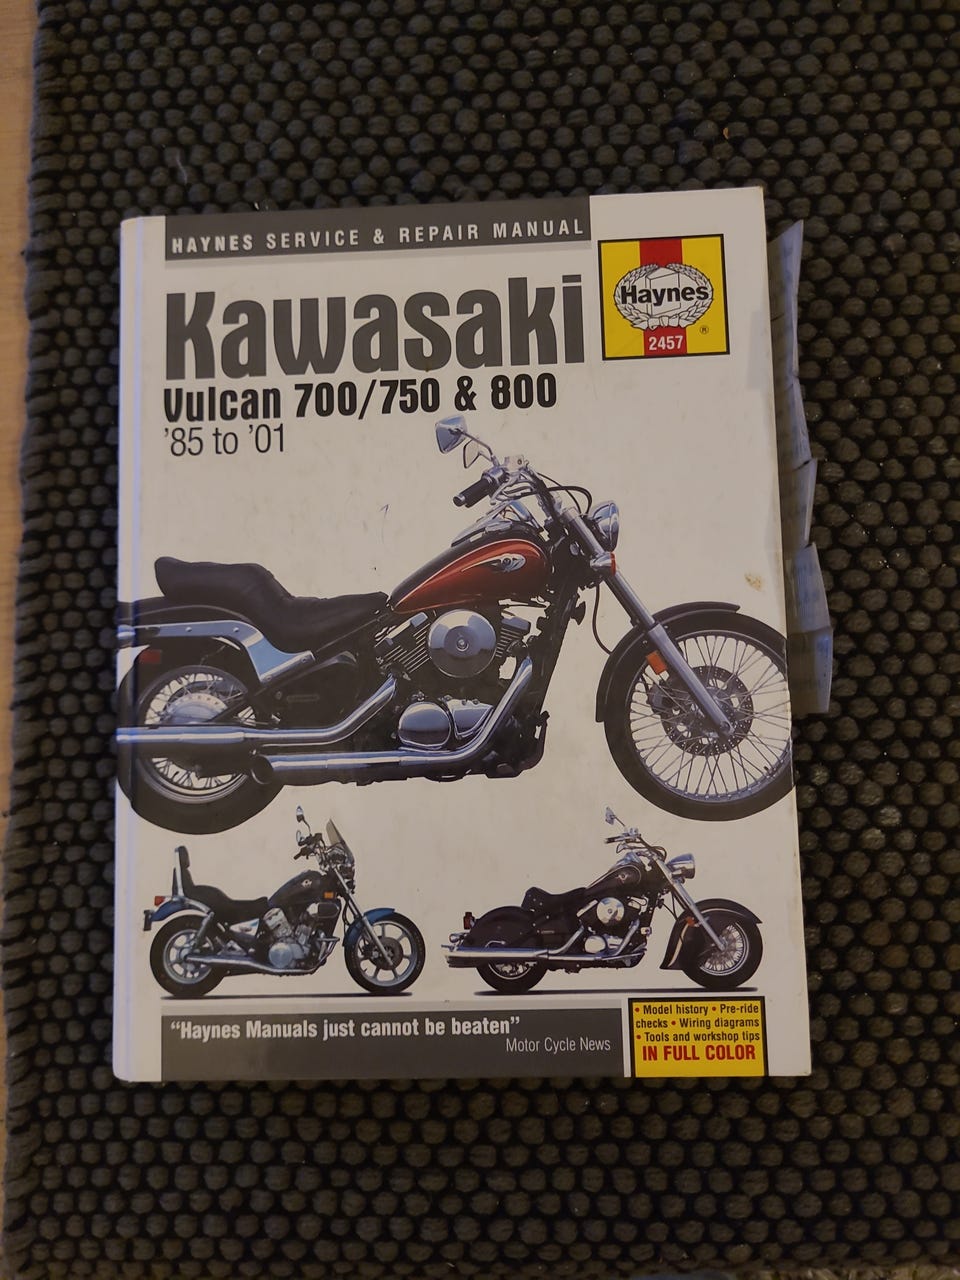 HAYNES SERVICE & REPAIR MANUAL
Haynes
®
2457
Kawasaki
Vulcan 700/750 & 800
'85 to '01
“Haynes Manuals just cannot be beaten”
Motor Cycle News
• Model history • Pre-ride
checks • Wiring diagrams
• Tools and workshop tips
IN FULL COLOR